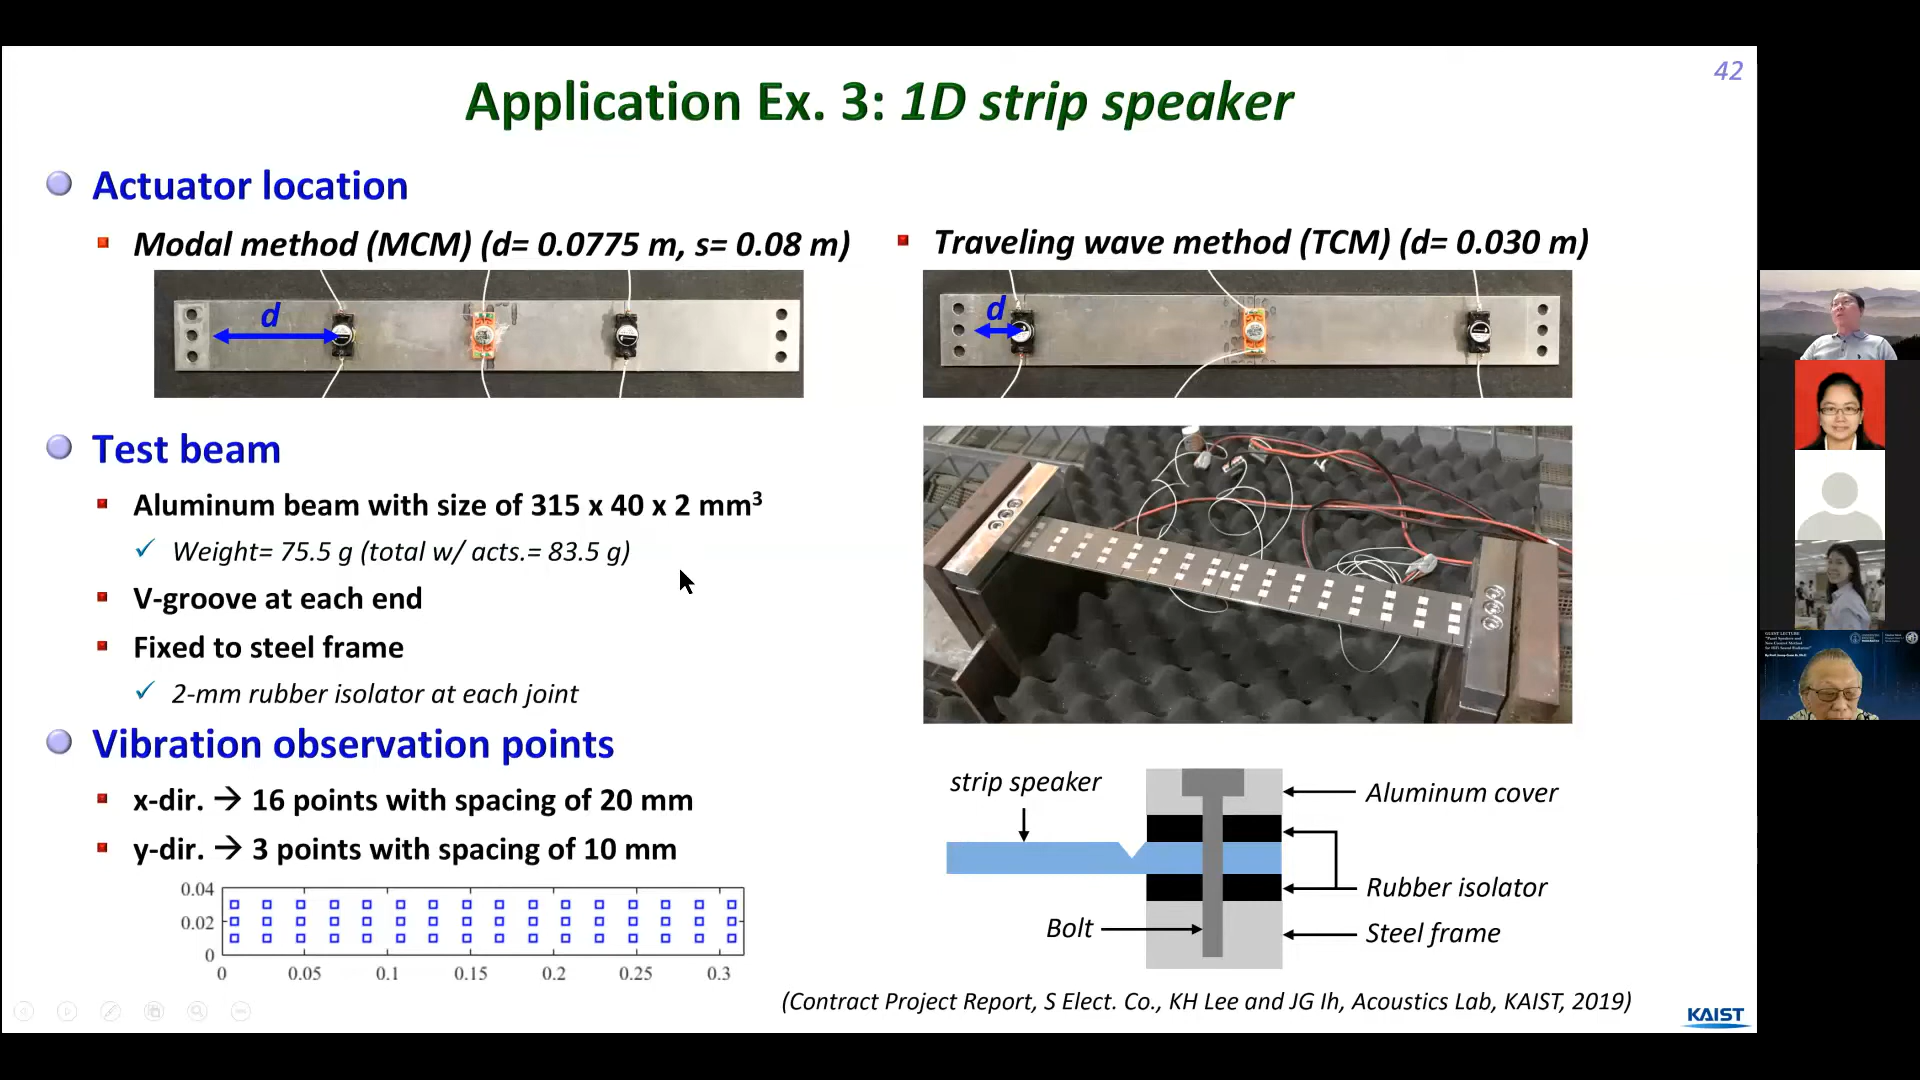 42
Application Ex. 3: 1D strip speaker
Actuator location
Modal method (MCM) (d= 0.0775 m, s= 0.08 m)
Traveling wave method (TCM) (d= 0.030 m)
d
d
Test beam
Aluminum beam with size of 315 x 40 x 2 mm³
Weight= 75.5 g (total w/ acts.= 83.5 g)
V-groove at each end
Fixed to steel frame
2-mm rubber isolator at each joint
Vibration observation points
x-dir. → 16 points with spacing of 20 mm
y-dir. → 3 points with spacing of 10 mm
0.04
0.02
0
0 0.05 0.1 0.15 0.2 0.25 0.3
strip speaker
Aluminum cover
Rubber isolator
Bolt
Steel frame
(Contract Project Report, S Elect. Co., KH Lee and JG Ih, Acoustics Lab, KAIST, 2019)
KAIST
GUEST LECTURE